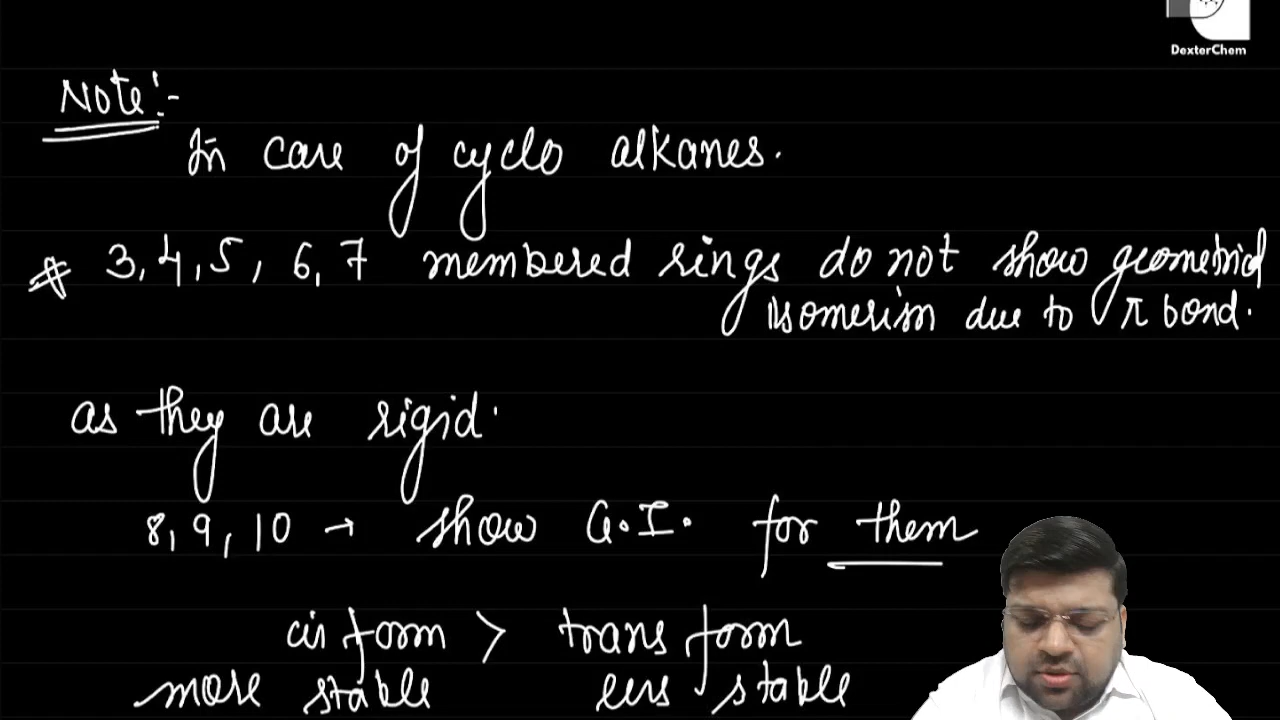 DexterChem
Note:-
In case of cyclo alkanes.
* 3, 4, 5, 6, 7 membered rings do not show geometrical
isomerism due to π bond.
as they are rigid.
8, 9, 10 → show G.I. for them
cis form > trans form
more stable less stable